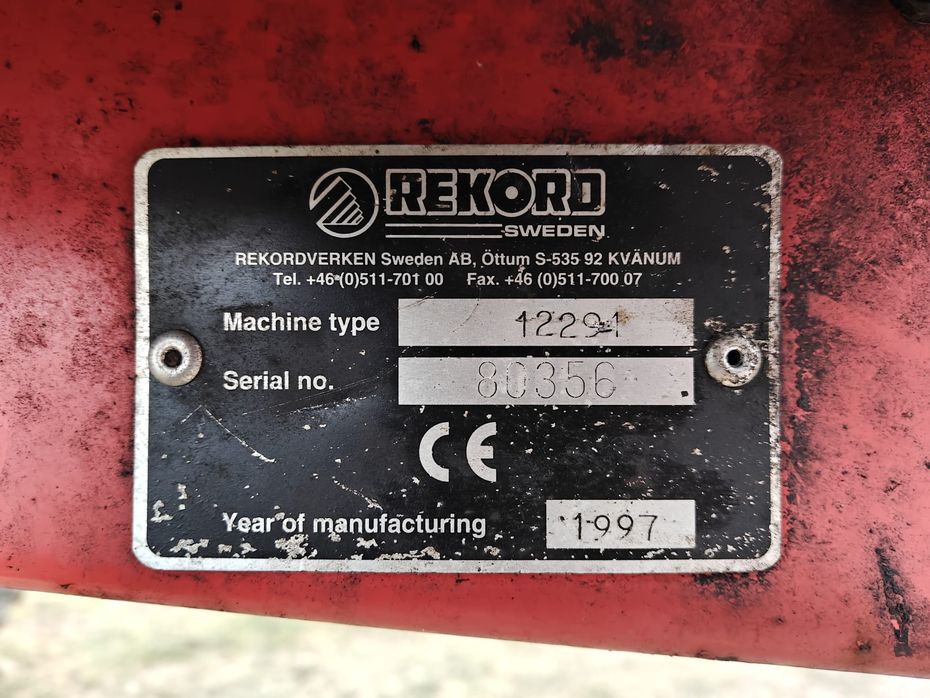 REKORD
SWEDEN
REKORDVERKEN Sweden AB, Öttum S-535 92 KVÄNUM
Tel. +46 (0)511-701 00 Fax. +46 (0)511-700 07
Machine type 12291
Serial no. 80356
CE
Year of manufacturing 1997